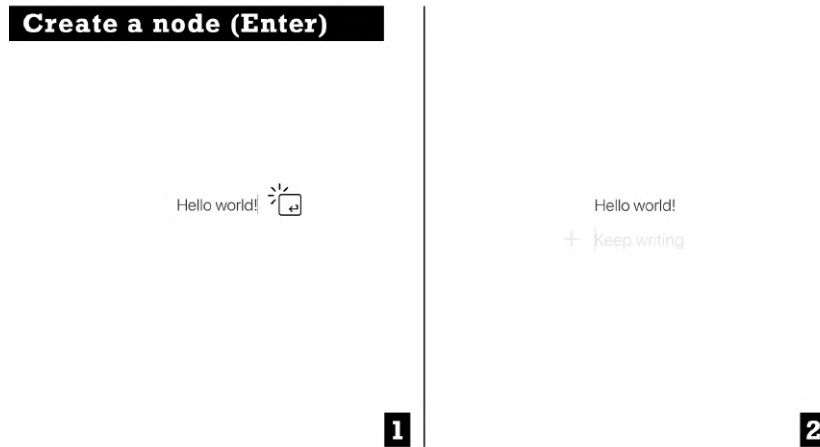 Create a node (Enter)
Hello world!
1
Hello world!
Keep writing
2